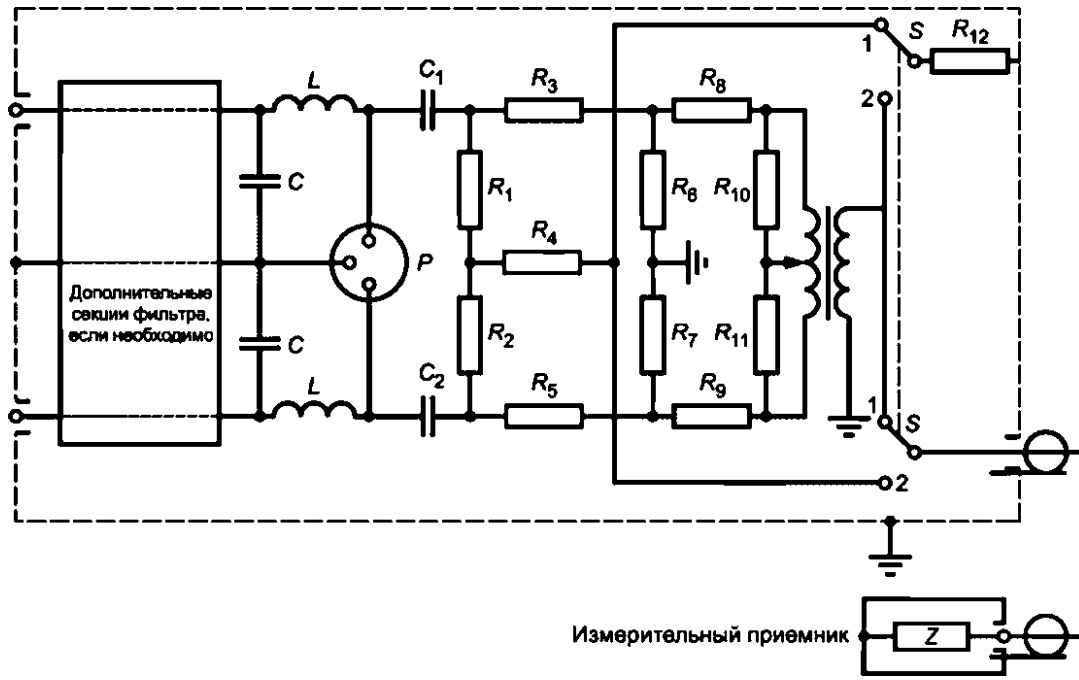 1
S
R12
L
C1
R3
R8
2
C
R1
R6
R10
R4
P
Дополнительные
секции фильтра,
если необходимо
R2
R7
R11
C
L
C2
R5
R9
1
S
2
Измерительный приемник
Z